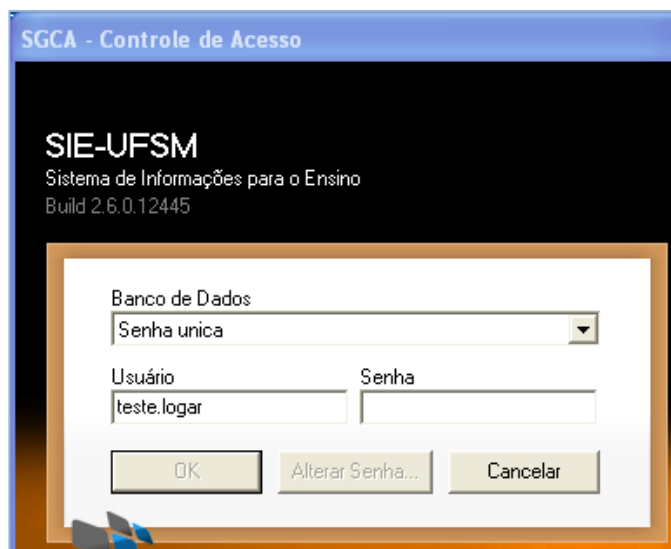 SGCA - Controle de Acesso
SIE-UFSM
Sistema de Informações para o Ensino
Build 2.6.0.12445
Banco de Dados
Senha unica
Usuário Senha
teste.logar
OK Alterar Senha... Cancelar